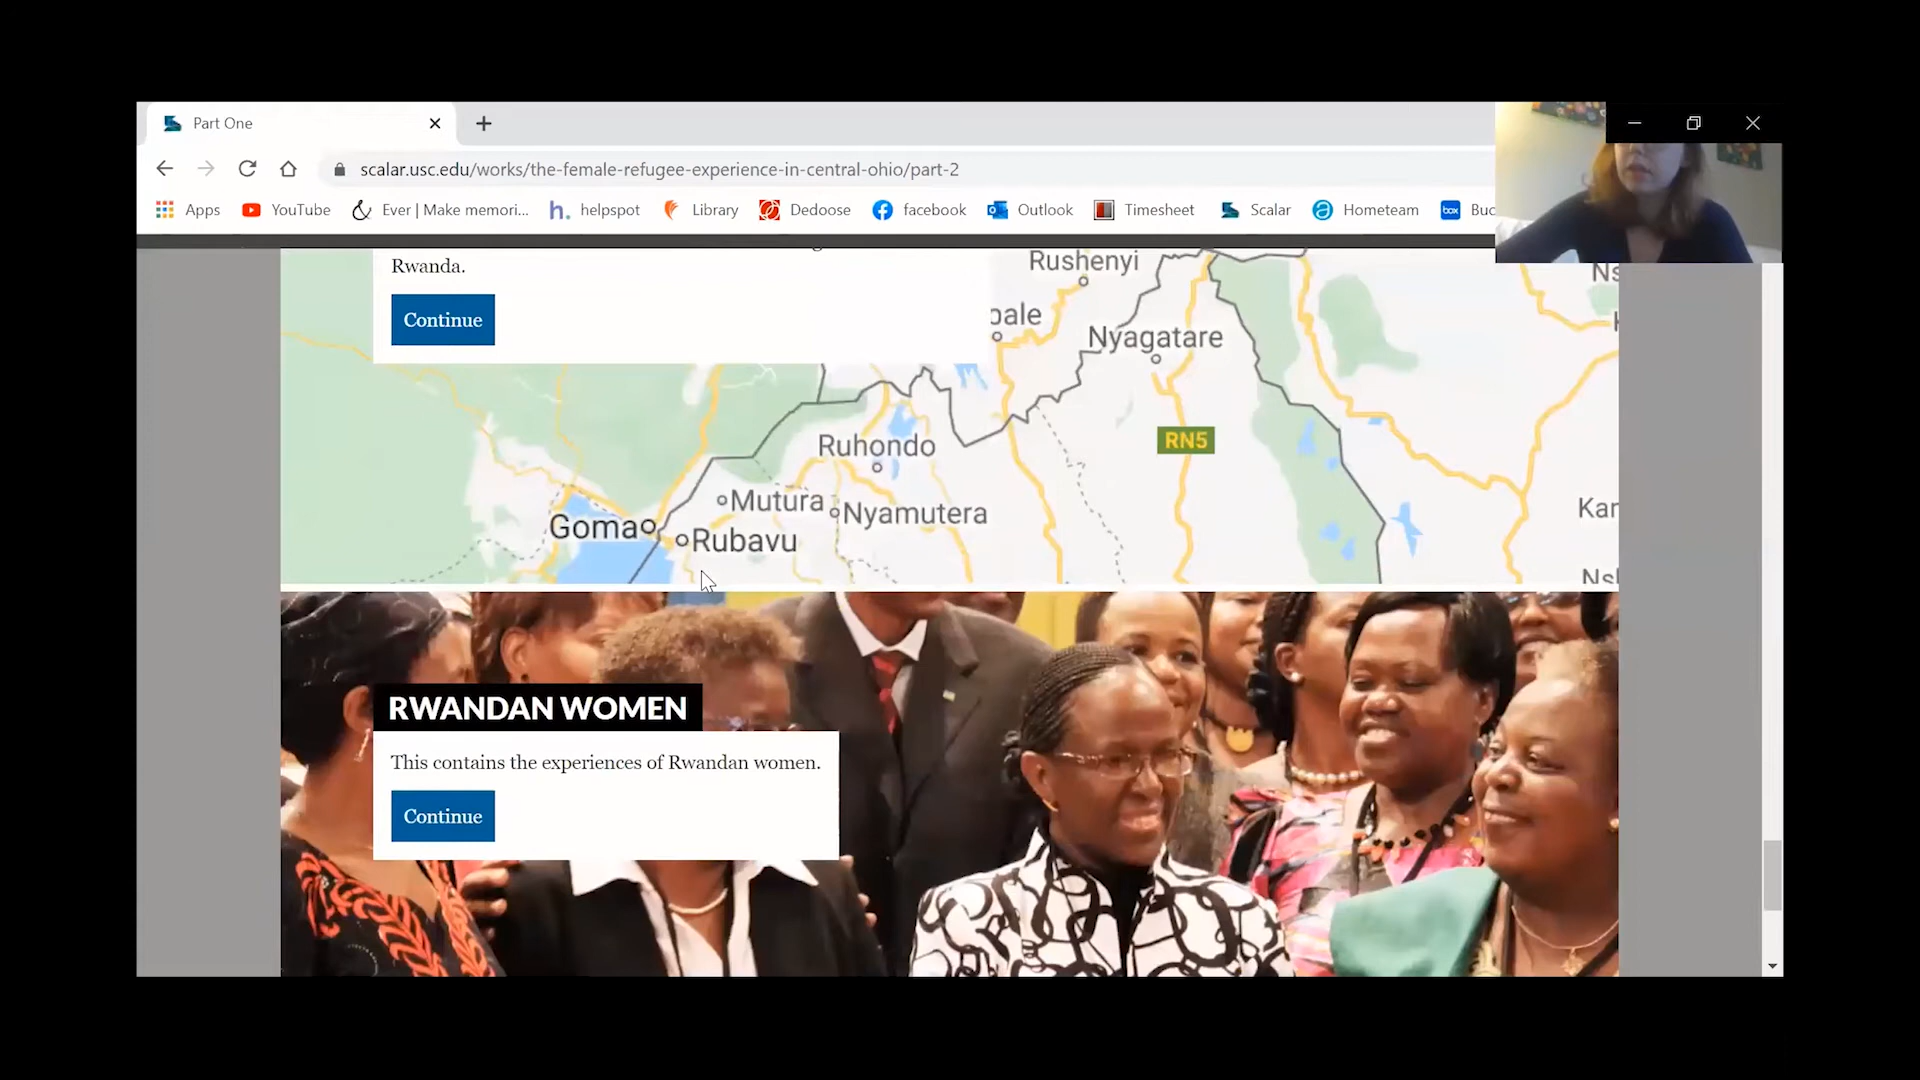 Part One
scalar.usc.edu/works/the-female-refugee-experience-in-central-ohio/part-2
Apps YouTube Ever | Make memori... helpspot Library Dedoose facebook Outlook Timesheet Scalar Hometeam box
Rwanda.
Continue
Rushenyi
Nyagatare
RN5
Ruhondo
Mutura
Nyamutera
Goma
Rubavu
RWANDAN WOMEN
This contains the experiences of Rwandan women.
Continue